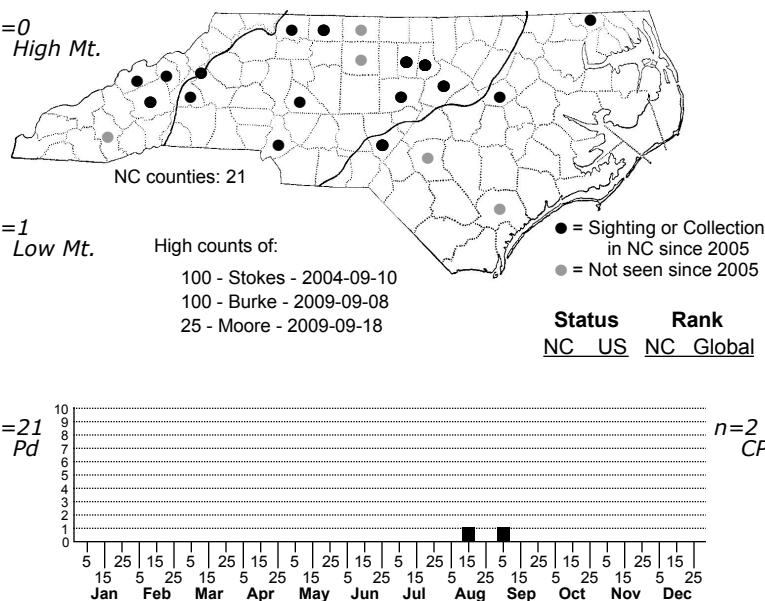 =0
High Mt.
NC counties: 21
=1
Low Mt.
High counts of:
100 - Stokes - 2004-09-10
100 - Burke - 2009-09-08
25 - Moore - 2009-09-18
= Sighting or Collection
in NC since 2005
= Not seen since 2005
Status Rank
NC US NC Global
=21
Pd
n=2
CP
10
9
8
7
6
5
4
3
2
1
0
5 25 15 5 25 15 5 25 15 5 25 15 5 25 15 5 25 15
15 5 25 15 5 25 15 5 25 15 5 25 15 5 25 15 5 25
Jan Feb Mar Apr May Jun Jul Aug Sep Oct Nov Dec